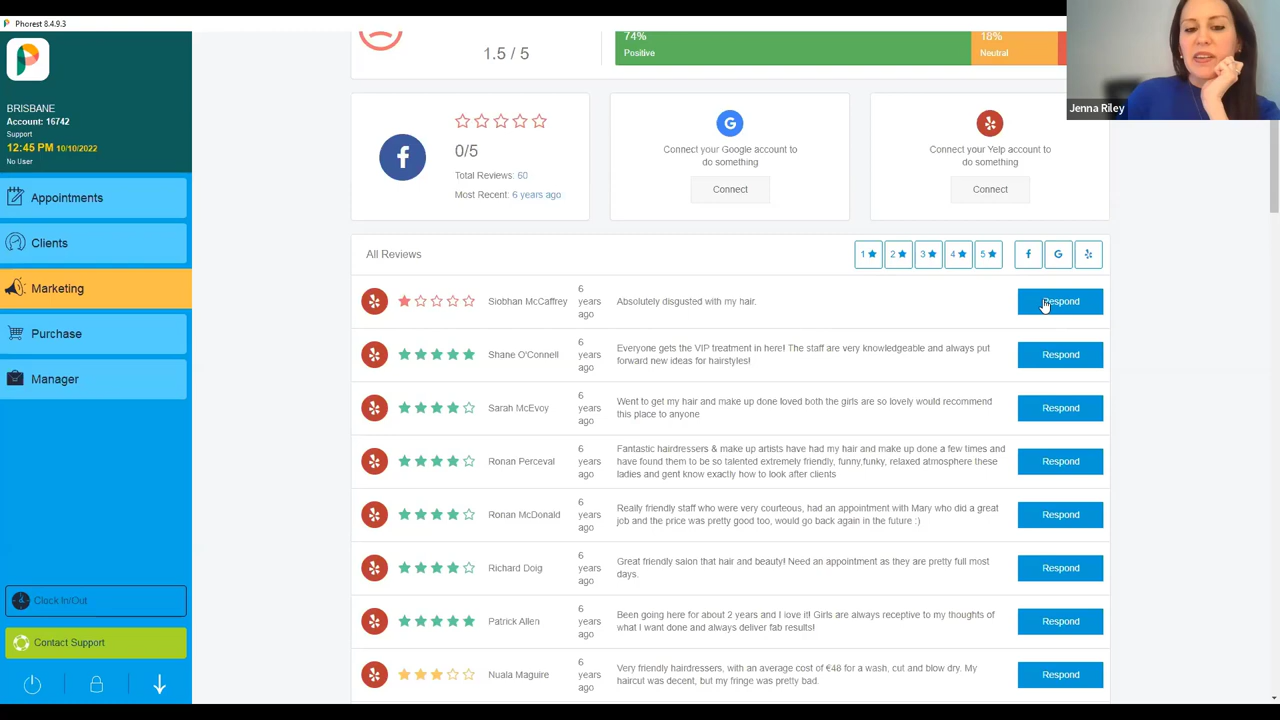 Phorest 8.4.9.3
BRISBANE
Account: 16742
Support
12:45 PM 10/10/2022
No User
Appointments
Clients
Marketing
Purchase
Manager
Clock In/Out
Contact Support
1.5 / 5
74%
Positive
18%
Neutral
Jenna Riley
0/5
Total Reviews: 60
Most Recent: 6 years ago
Connect your Google account to
do something
Connect
Connect your Yelp account to
do something
Connect
All Reviews
1 2 3 4 5
Siobhan McCaffrey
6
years
ago
Absolutely disgusted with my hair.
Respond
Shane O'Connell
6
years
ago
Everyone gets the VIP treatment in here! The staff are very knowledgeable and always put
forward new ideas for hairstyles!
Respond
Sarah McEvoy
6
years
ago
Went to get my hair and make up done loved both the girls are so lovely would recommend
this place to anyone
Respond
Ronan Perceval
6
years
ago
Fantastic hairdressers & make up artists have had my hair and make up done a few times and
have found them to be so talented extremely friendly, funny,funky, relaxed atmosphere these
ladies and gent know exactly how to look after clients
Respond
Ronan McDonald
6
years
ago
Really friendly staff who were very courteous, had an appointment with Mary who did a great
job and the price was pretty good too, would go back again in the future :)
Respond
Richard Doig
6
years
ago
Great friendly salon that hair and beauty! Need an appointment as they are pretty full most
days.
Respond
Patrick Allen
6
years
ago
Been going here for about 2 years and I love it! Girls are always receptive to my thoughts of
what I want done and always deliver fab results!
Respond
Nuala Maguire
6
years
ago
Very friendly hairdressers, with an average cost of €48 for a wash, cut and blow dry. My
haircut was decent, but my fringe was pretty bad.
Respond